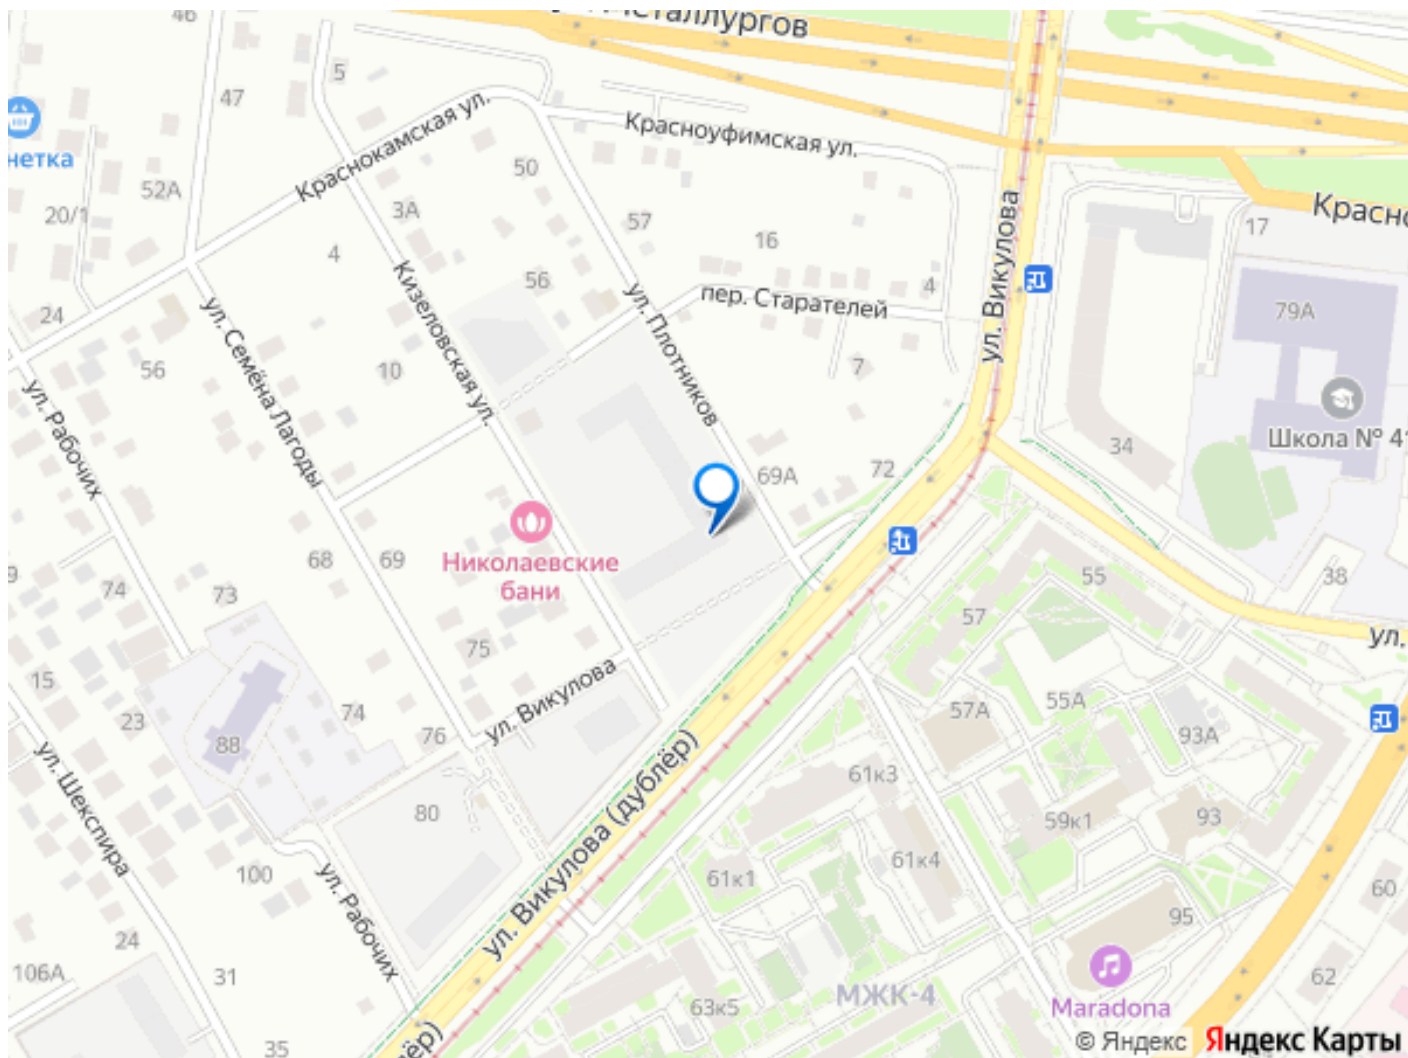 46
ул. Металлургов
5
47
Красноуфимская ул.
Краснокамская ул.
нетка
50
52А
3А
20/1
57
16
4
17
Красно
ул. Викулова
56
пер. Старателей
4
79А
24
Кизеловская ул.
ул. Плотников
ул. Семёна Лагоды
56
10
7
Школа № 41
34
ул. Рабочих
69А
72
Николаевские
бани
68
69
74
73
55
38
57
ул.
75
15
23
ул. Викулова
74
76
88
57А
55А
93А
61к3
ул. Шекспира
80
59к1
93
ул. Викулова (дублёр)
61к4
61к1
100
60
ул. Рабочих
95
24
106А
31
62
63к5
МЖК-4
Maradona
35
ёр)
© Яндекс Яндекс Карты